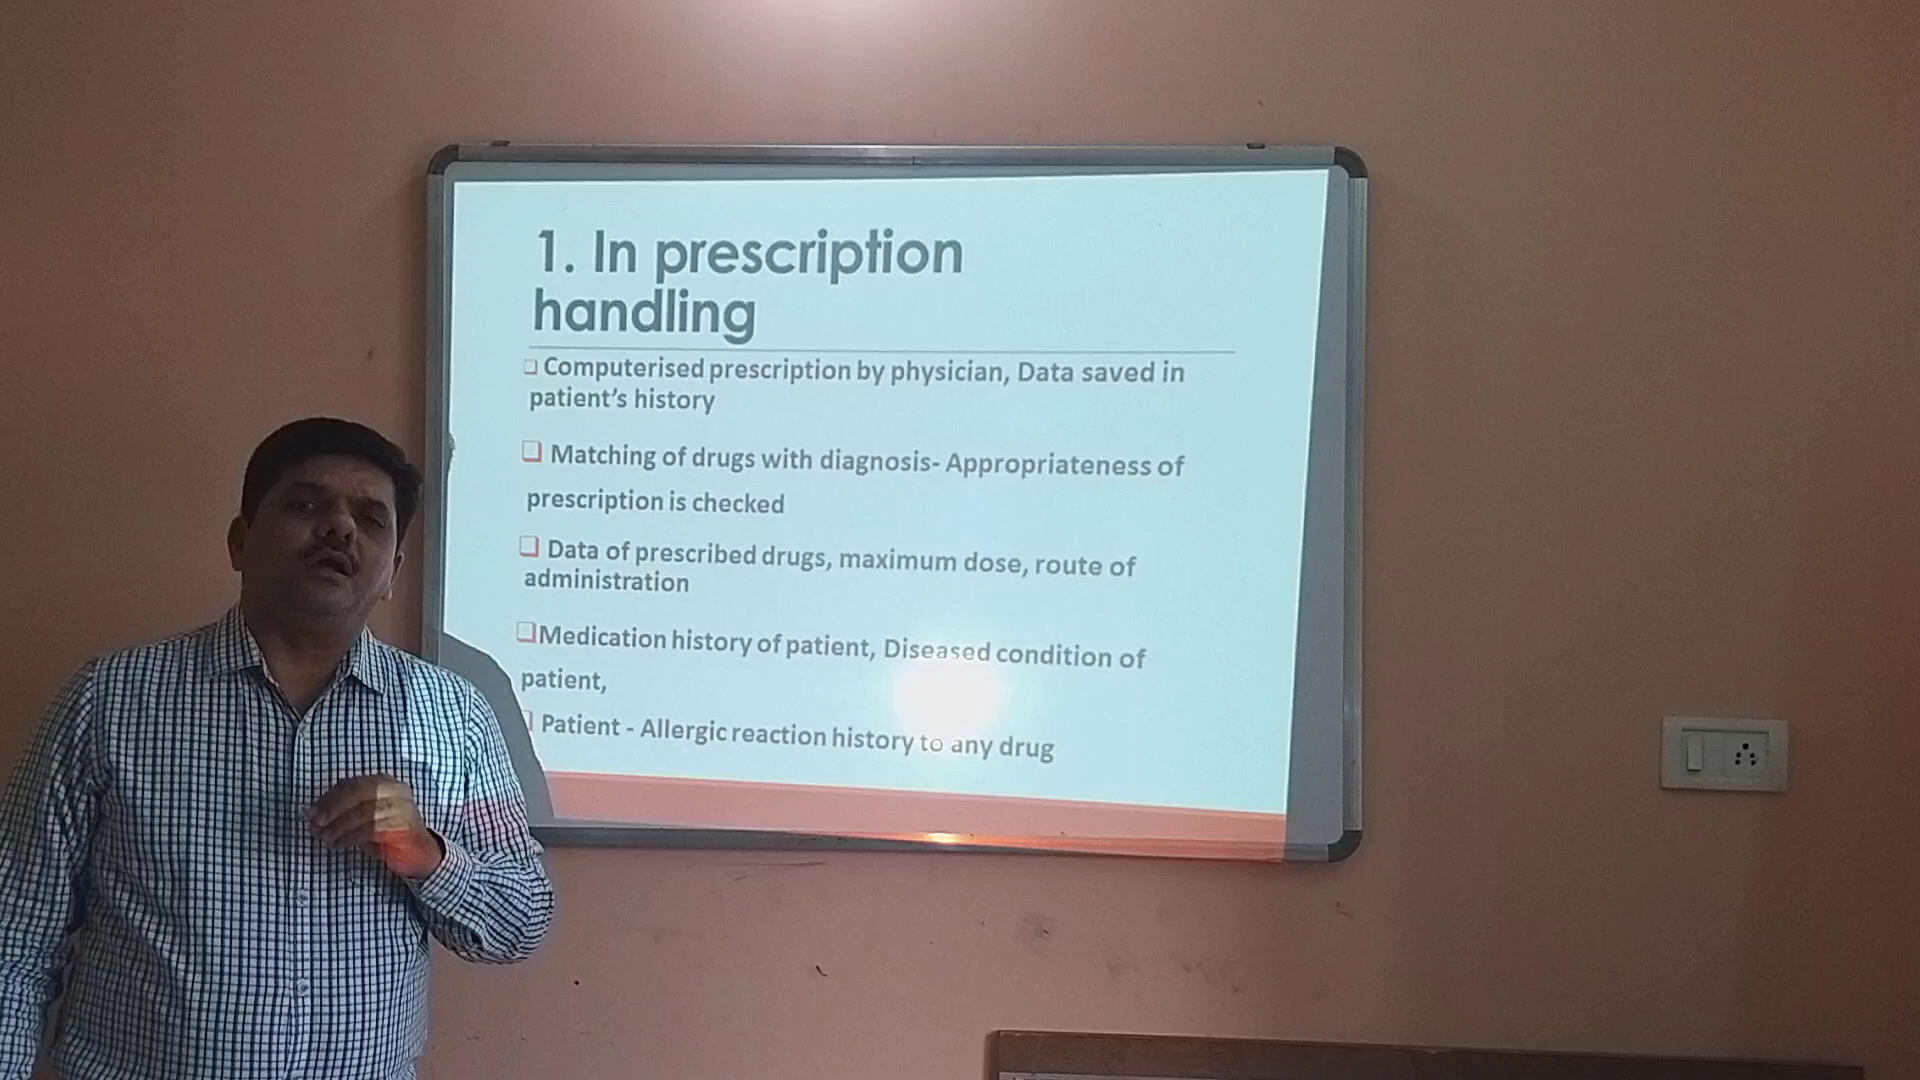 1. In prescription
handling
Computerised prescription by physician, Data saved in
patient's history
Matching of drugs with diagnosis- Appropriateness of
prescription is checked
Data of prescribed drugs, maximum dose, route of
administration
Medication history of patient, Diseased condition of
patient,
Patient - Allergic reaction history to any drug